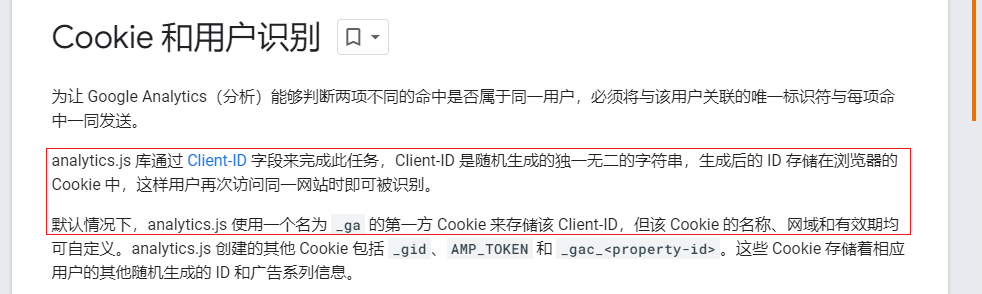 Cookie 和用户识别
为让 Google Analytics（分析）能够判断两项不同的命中是否属于同一用户，必须将与该用户关联的唯一标识符与每项命
中一同发送。
analytics.js 库通过 Client-ID 字段来完成此任务，Client-ID 是随机生成的独一无二的字符串，生成后的 ID 存储在浏览器的
Cookie 中，这样用户再次访问同一网站时即可被识别。
默认情况下，analytics.js 使用一个名为 _ga 的第一方 Cookie 来存储该 Client-ID，但该 Cookie 的名称、网域和有效期均
可自定义。analytics.js 创建的其他 Cookie 包括 _gid、AMP_TOKEN 和 _gac_<property-id>。这些 Cookie 存储着相应
用户的其他随机生成的 ID 和广告系列信息。